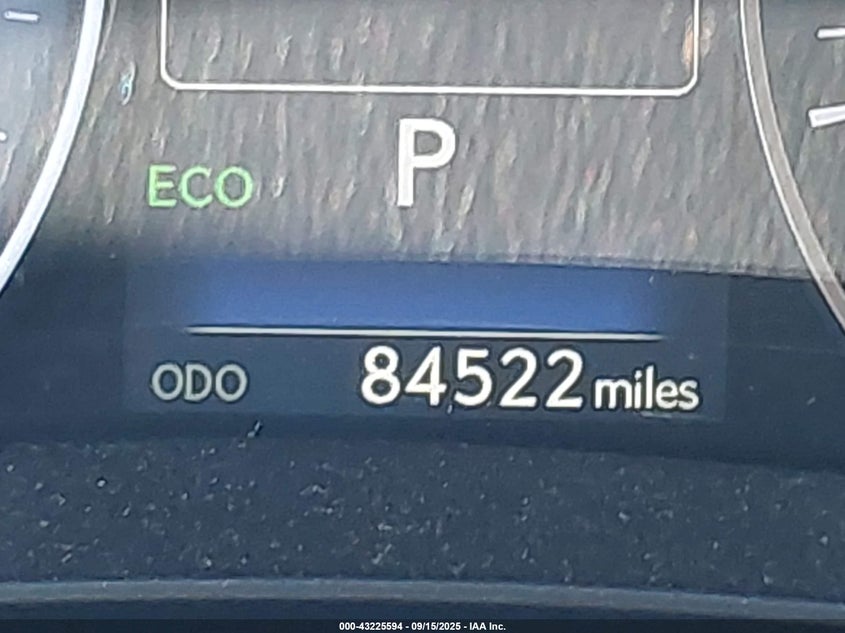 P
ECO
ODO 84522 miles
000-43225594 - 09/15/2025 - IAA Inc.